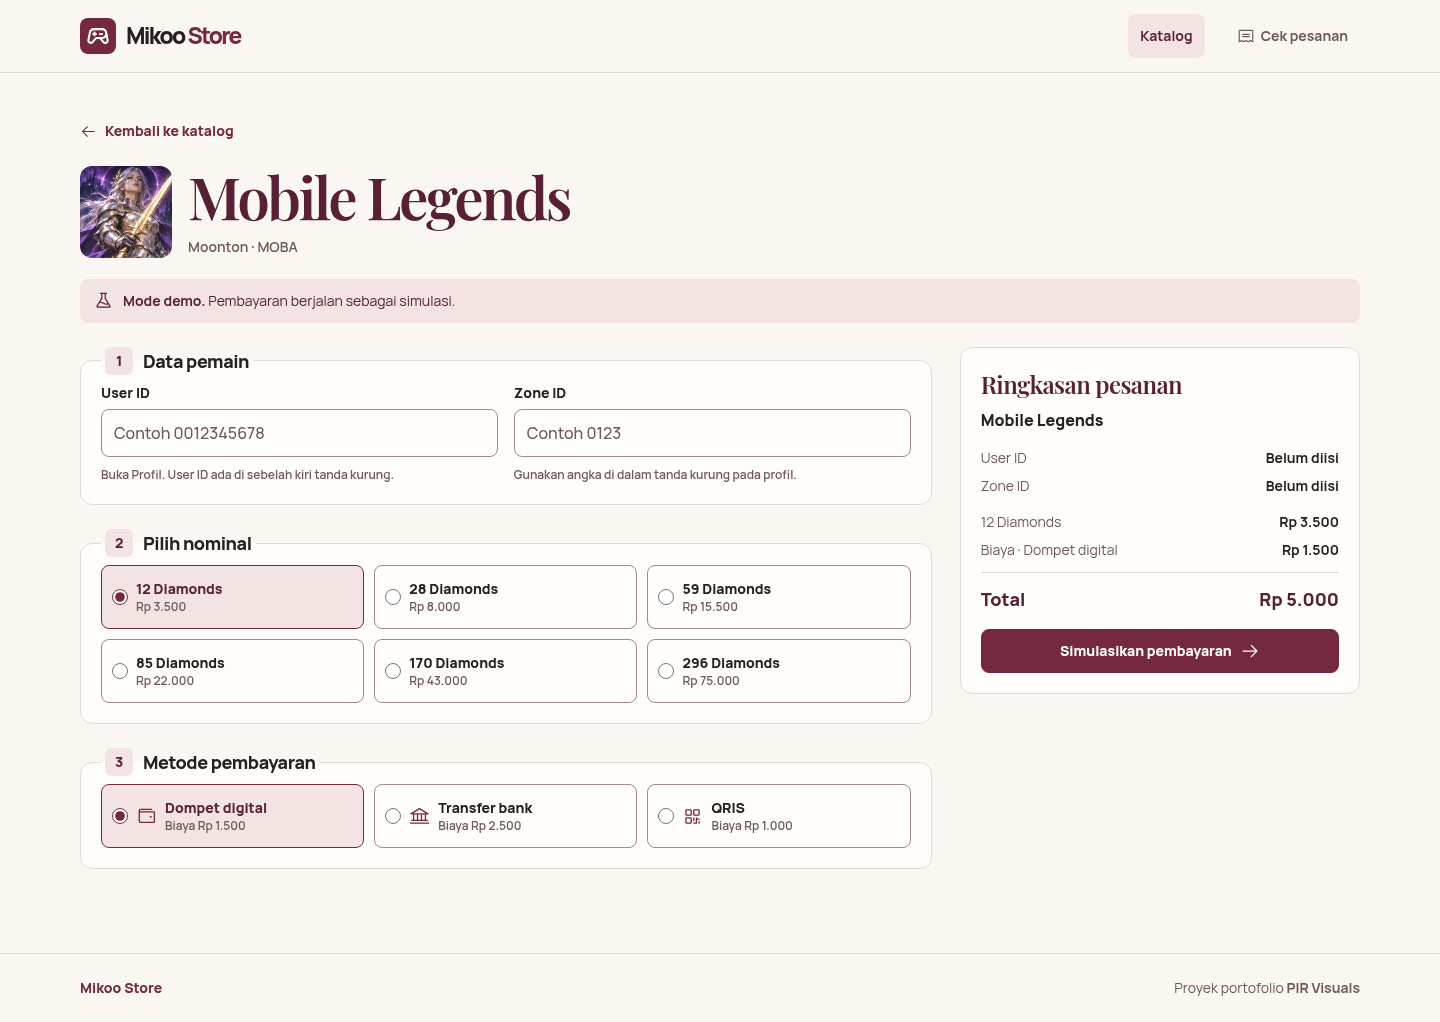 Mikoo Store
Katalog
Cek pesanan
Kembali ke katalog
Mobile Legends
Moonton · MOBA
Mode demo. Pembayaran berjalan sebagai simulasi.
1 Data pemain
User ID
Zone ID
Contoh 0012345678
Contoh 0123
Buka Profil. User ID ada di sebelah kiri tanda kurung.
Gunakan angka di dalam tanda kurung pada profil.
2 Pilih nominal
12 Diamonds
Rp 3.500
28 Diamonds
Rp 8.000
59 Diamonds
Rp 15.500
85 Diamonds
Rp 22.000
170 Diamonds
Rp 43.000
296 Diamonds
Rp 75.000
3 Metode pembayaran
Dompet digital
Biaya Rp 1.500
Transfer bank
Biaya Rp 2.500
QRIS
Biaya Rp 1.000
Ringkasan pesanan
Mobile Legends
User ID Belum diisi
Zone ID Belum diisi
12 Diamonds Rp 3.500
Biaya · Dompet digital Rp 1.500
Total Rp 5.000
Simulasikan pembayaran
Mikoo Store
Proyek portofolio PIR Visuals